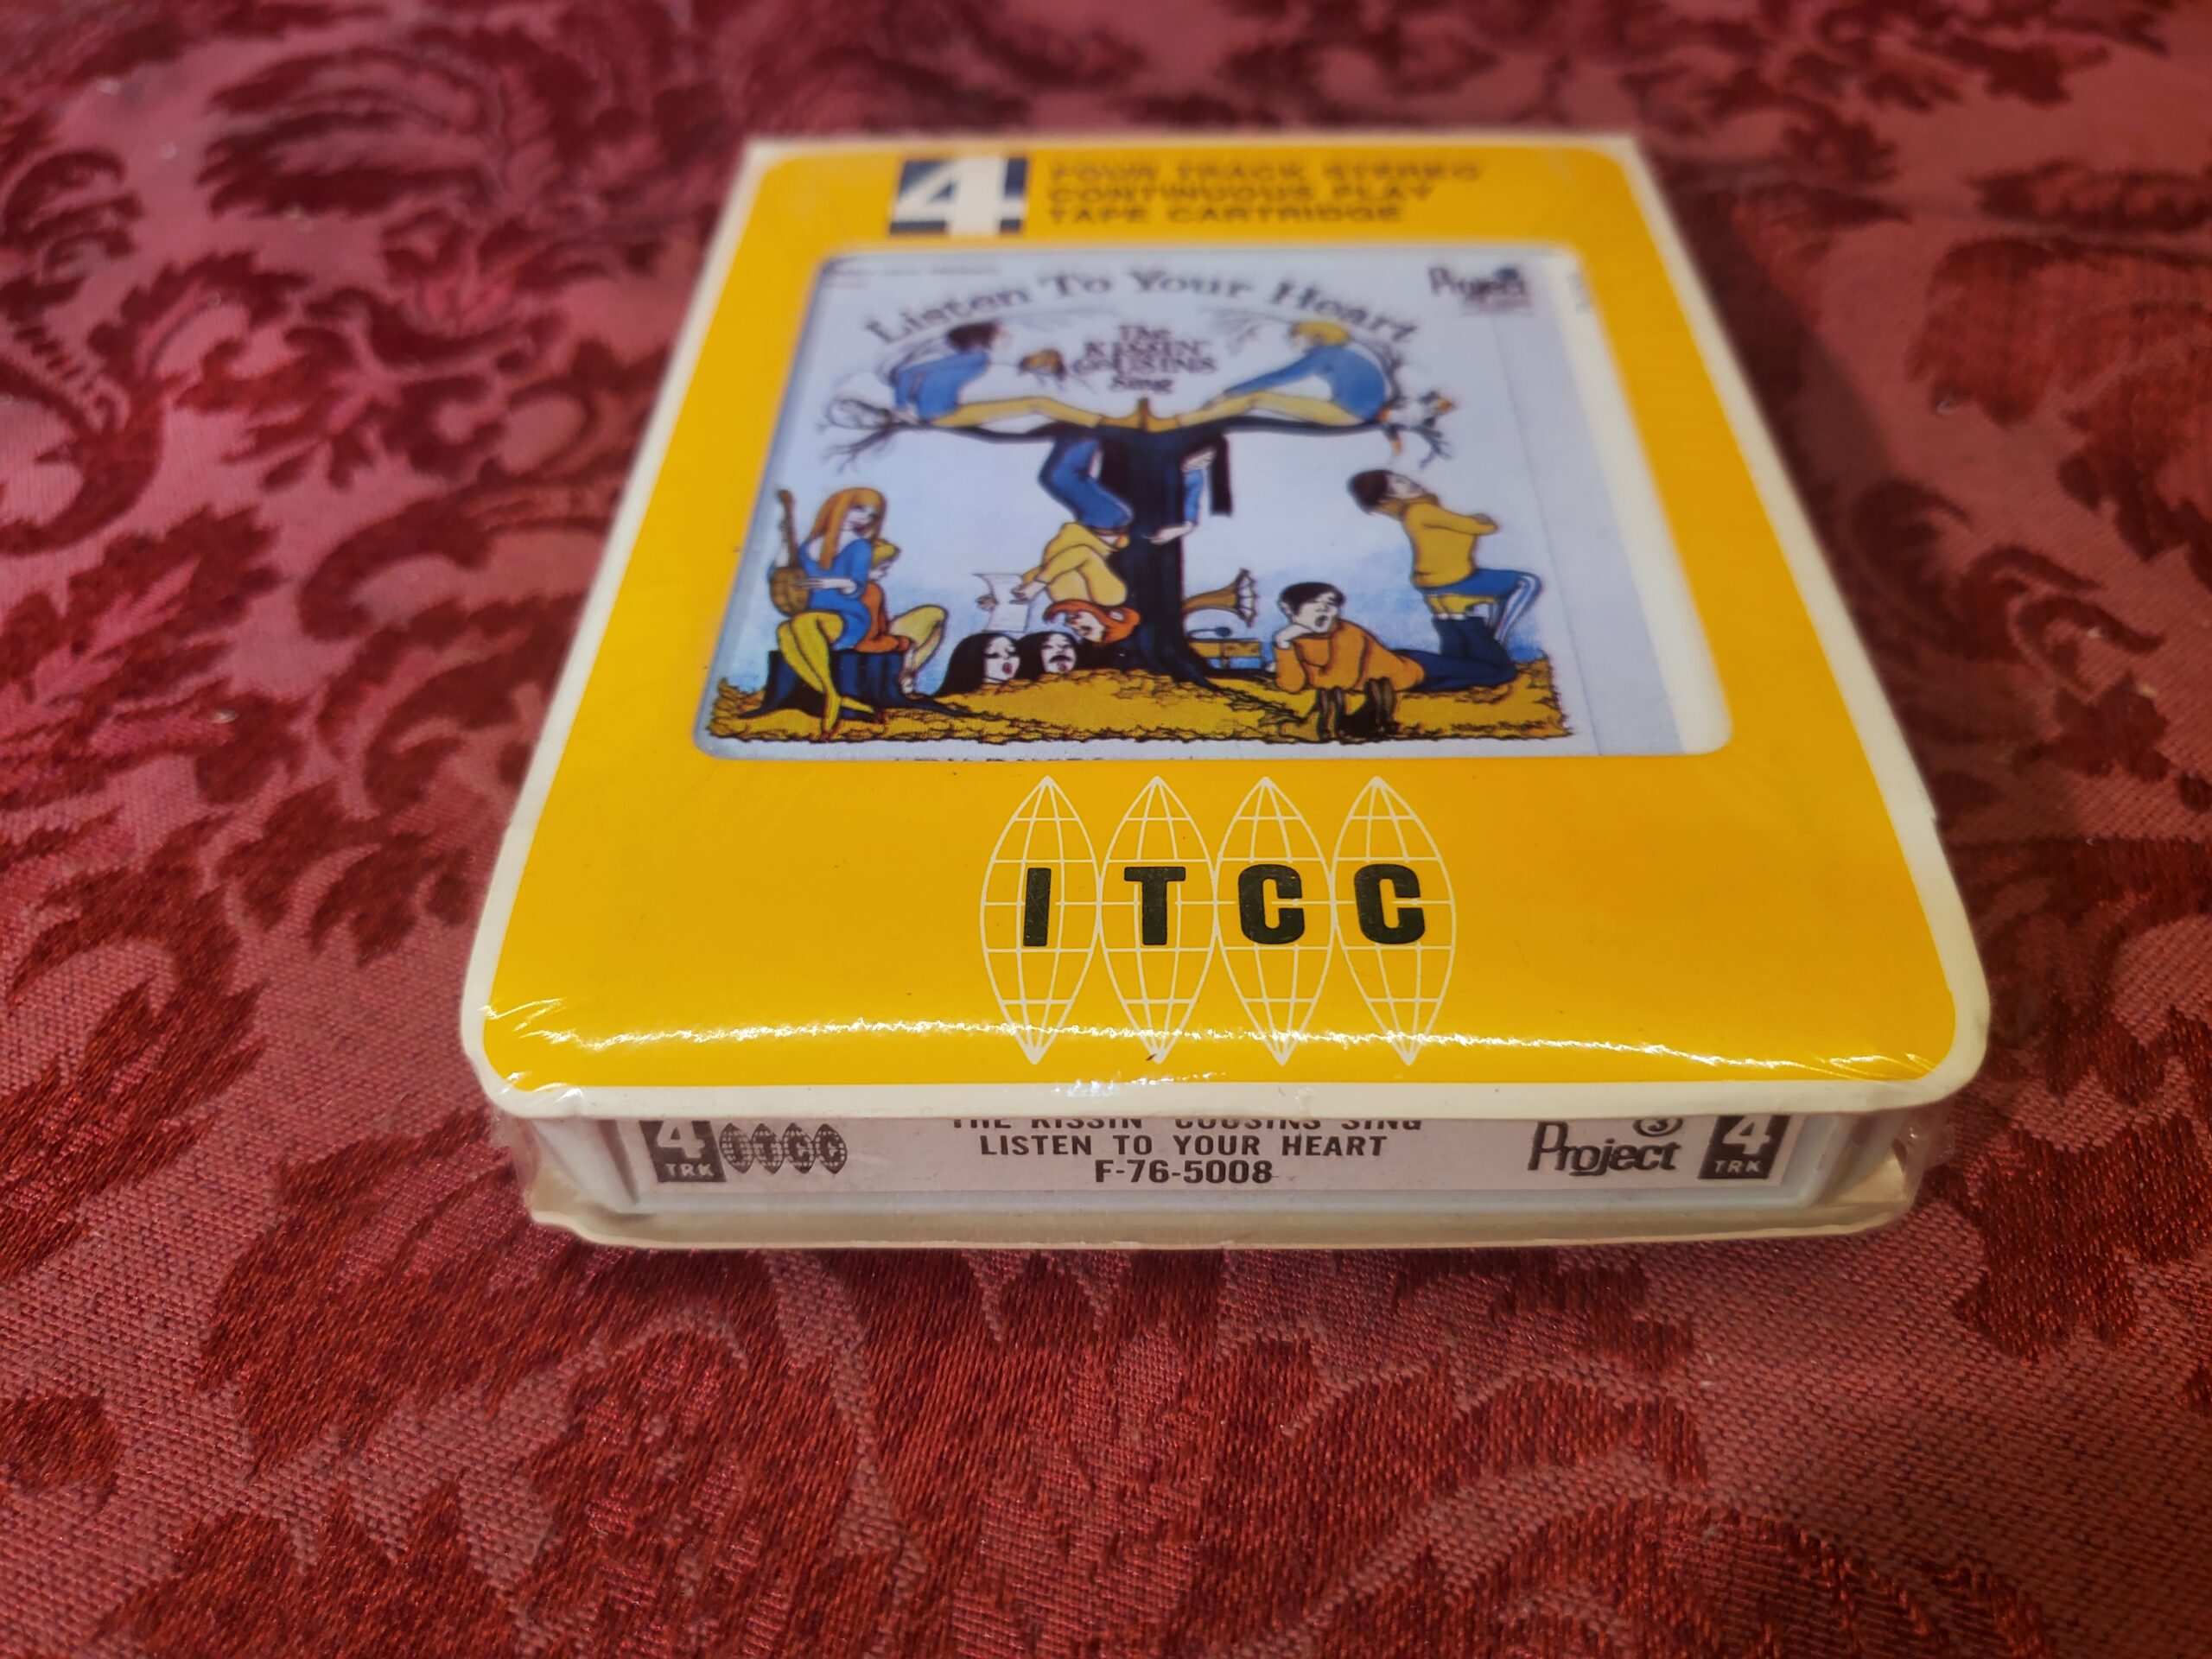 4 FOUR TRACK STEREO
CONTINUOUS PLAY
TAPE CARTRIDGE
Project
Listen To Your Heart
The
KISSIN'
COUSINS
Sing
ITCC
4 TRK ITCC
THE KISSIN' COUSINS SING
LISTEN TO YOUR HEART
F-76-5008
Project 3
4 TRK